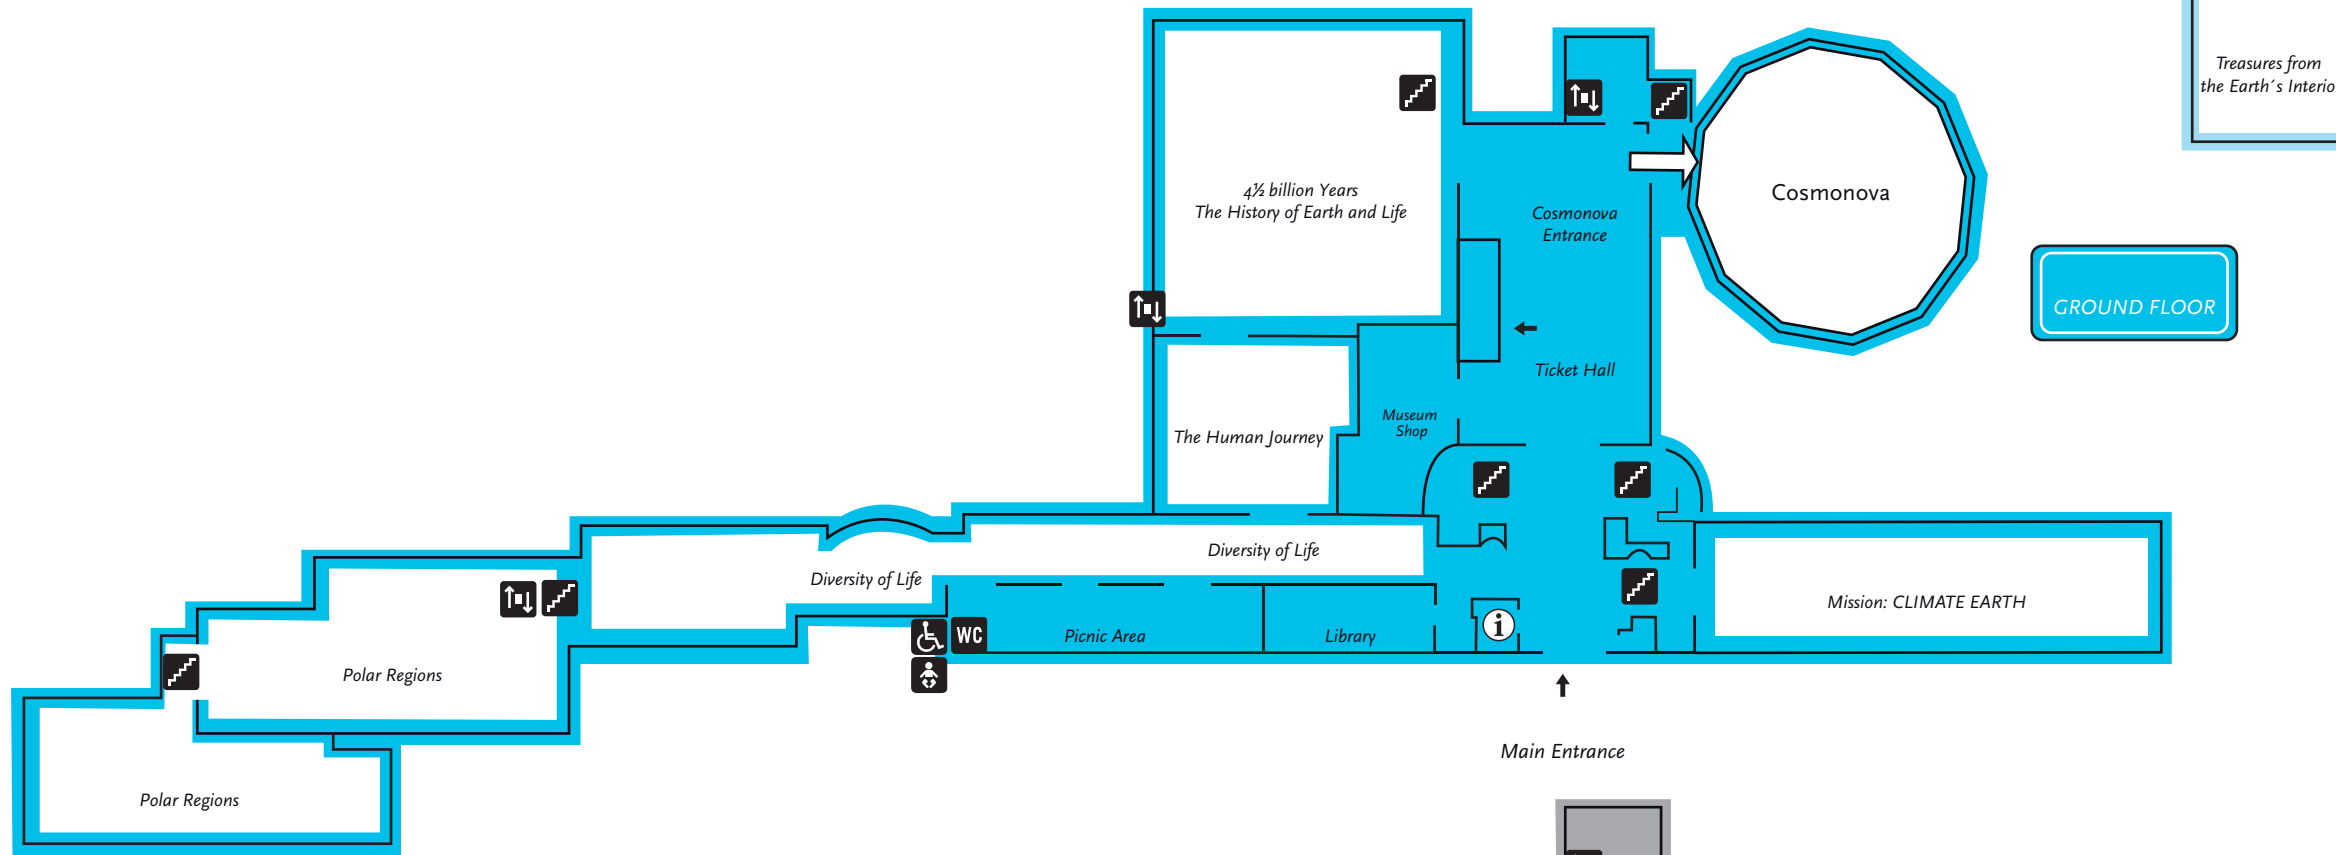 Treasures from
the Earth´s Interio
4½ billion Years
The History of Earth and Life
Cosmonova
Entrance
Cosmonova
GROUND FLOOR
Ticket Hall
Museum
Shop
The Human Journey
Diversity of Life
Diversity of Life
Mission: CLIMATE EARTH
WC
Picnic Area
Library
i
Polar Regions
Main Entrance
Polar Regions